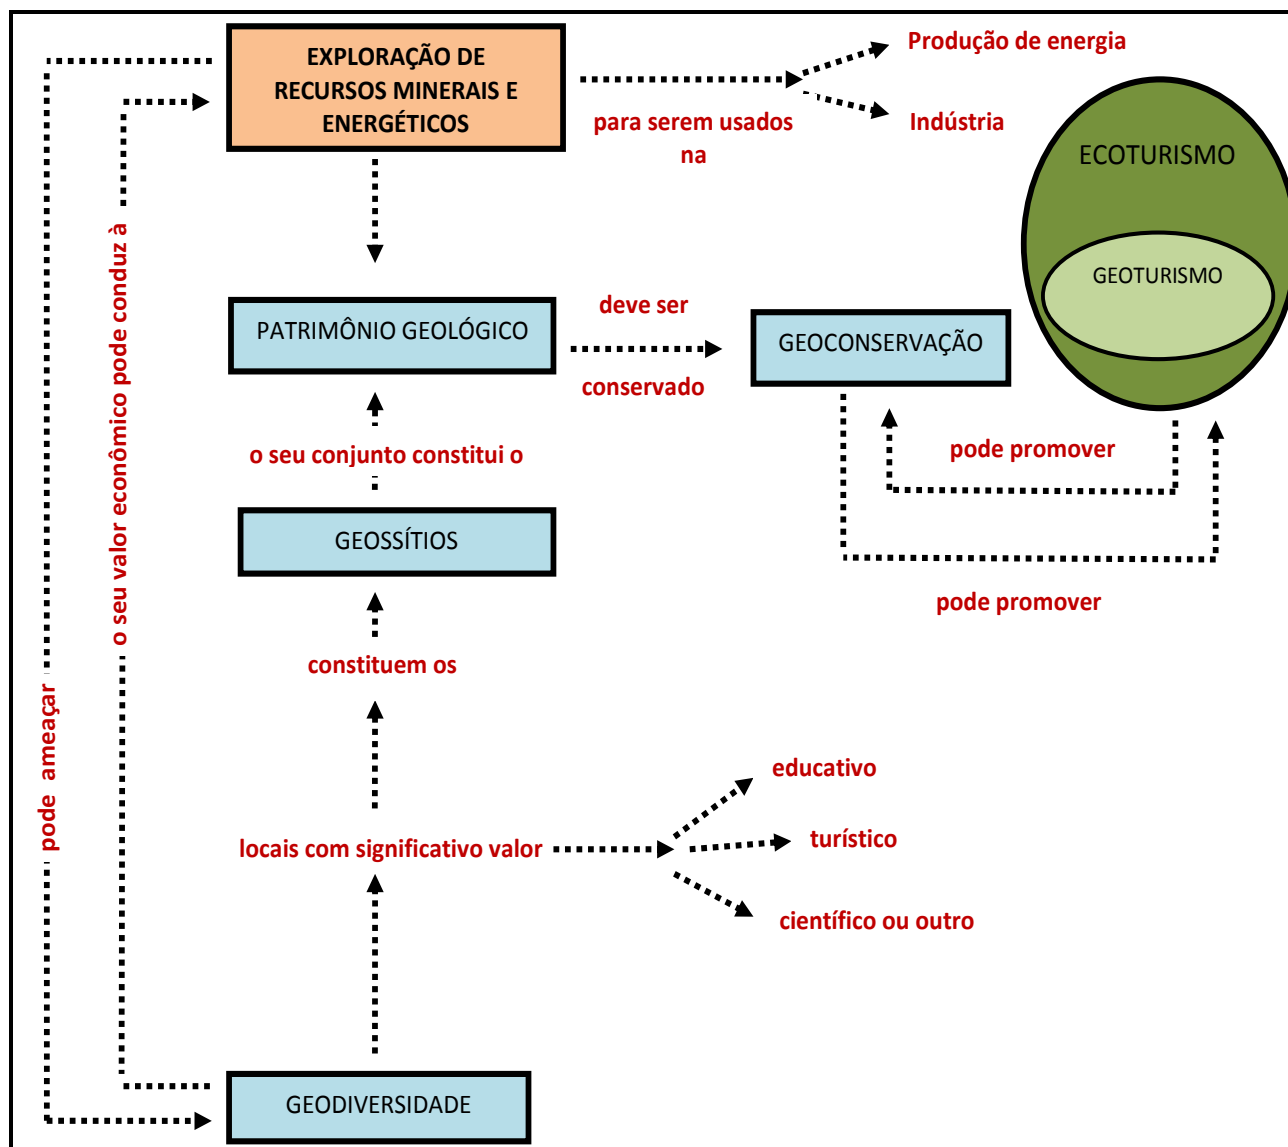 EXPLORAÇÃO DE
RECURSOS MINERAIS E
ENERGÉTICOS
para serem usados
na
Produção de energia
Indústria
ECOTURISMO
GEOTURISMO
PATRIMÔNIO GEOLÓGICO
deve ser
conservado
GEOCONSERVAÇÃO
pode promover
pode promover
o seu conjunto constitui o
GEOSSÍTIOS
constituem os
locais com significativo valor
educativo
turístico
científico ou outro
GEODIVERSIDADE
o seu valor econômico pode conduz à
pode ameaçar